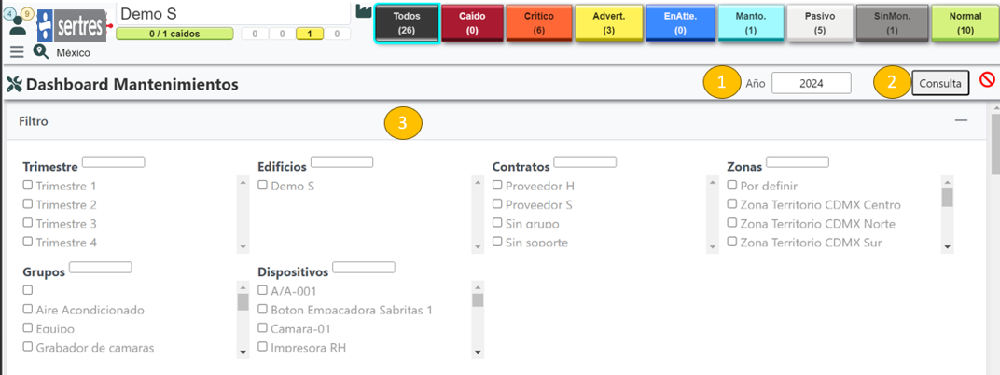 4 9
sertres
Demo S
0 / 1 caidos 0 0 1 0
Todos (26)
Caido (0)
Critico (6)
Advert. (3)
EnAtte. (0)
Manto. (1)
Pasivo (5)
SinMon. (1)
Normal (10)
México
Dashboard Mantenimientos
1 Año 2024 2 Consulta
Filtro 3
Trimestre
Trimestre 1
Trimestre 2
Trimestre 3
Trimestre 4
Edificios
Demo S
Contratos
Proveedor H
Proveedor S
Sin grupo
Sin soporte
Zonas
Por definir
Zona Territorio CDMX Centro
Zona Territorio CDMX Norte
Zona Territorio CDMX Sur
Grupos
Aire Acondicionado
Equipo
Grabador de camaras
Dispositivos
A/A-001
Boton Empacadora Sabritas 1
Camara-01
Impresora RH